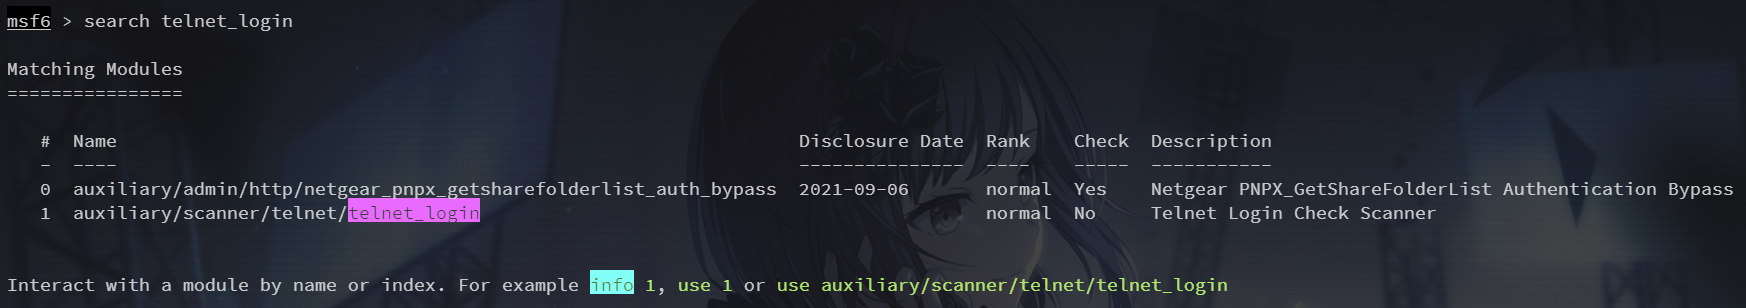 msf6 > search telnet_login
Matching Modules
================
#  Name  Disclosure Date  Rank  Check  Description
-  ----  ---------------  ----  -----  -----------
0  auxiliary/admin/http/netgear_pnpx_getsharefolderlist_auth_bypass  2021-09-06  normal  Yes  Netgear PNPX_GetShareFolderList Authentication Bypass
1  auxiliary/scanner/telnet/telnet_login  normal  No  Telnet Login Check Scanner
Interact with a module by name or index. For example info 1, use 1 or use auxiliary/scanner/telnet/telnet_login